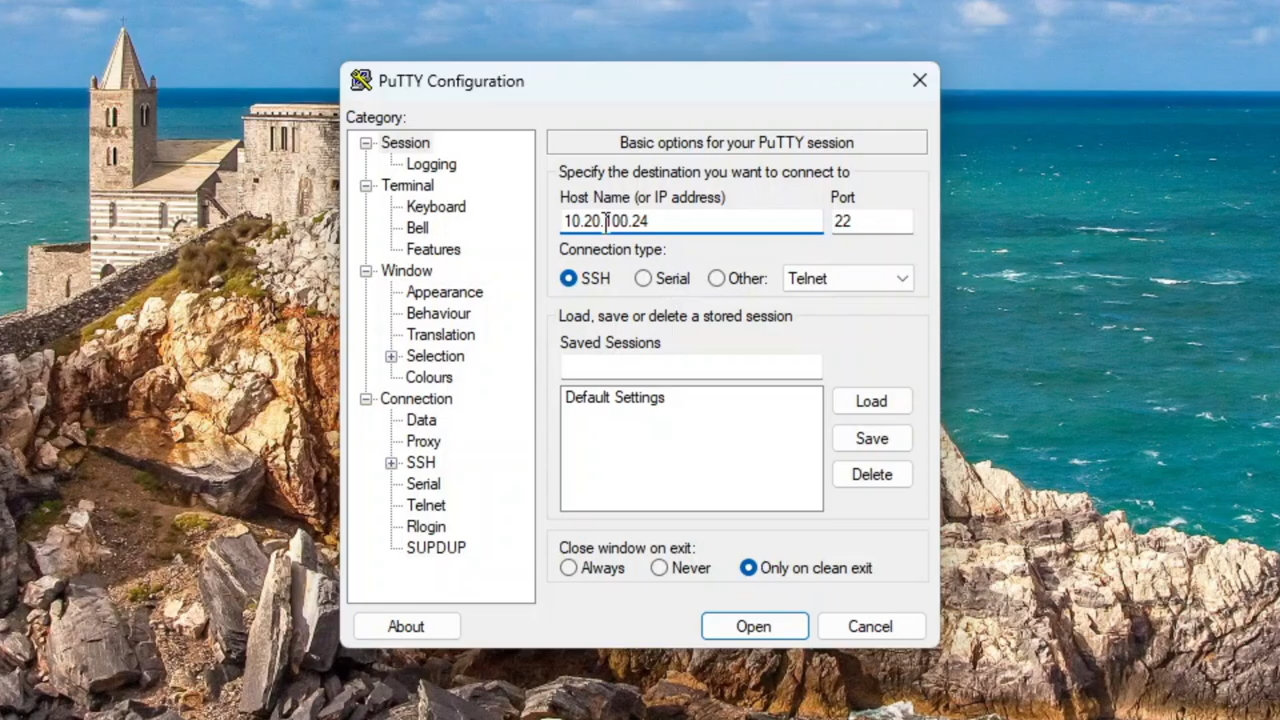 PuTTY Configuration
Category:
Session
Logging
Terminal
Keyboard
Bell
Features
Window
Appearance
Behaviour
Translation
Selection
Colours
Connection
Data
Proxy
SSH
Serial
Telnet
Rlogin
SUPDUP
Basic options for your PuTTY session
Specify the destination you want to connect to
Host Name (or IP address) Port
10.20.100.24 22
Connection type:
SSH Serial Other: Telnet
Load, save or delete a stored session
Saved Sessions
Default Settings
Load
Save
Delete
Close window on exit:
Always Never Only on clean exit
About Open Cancel